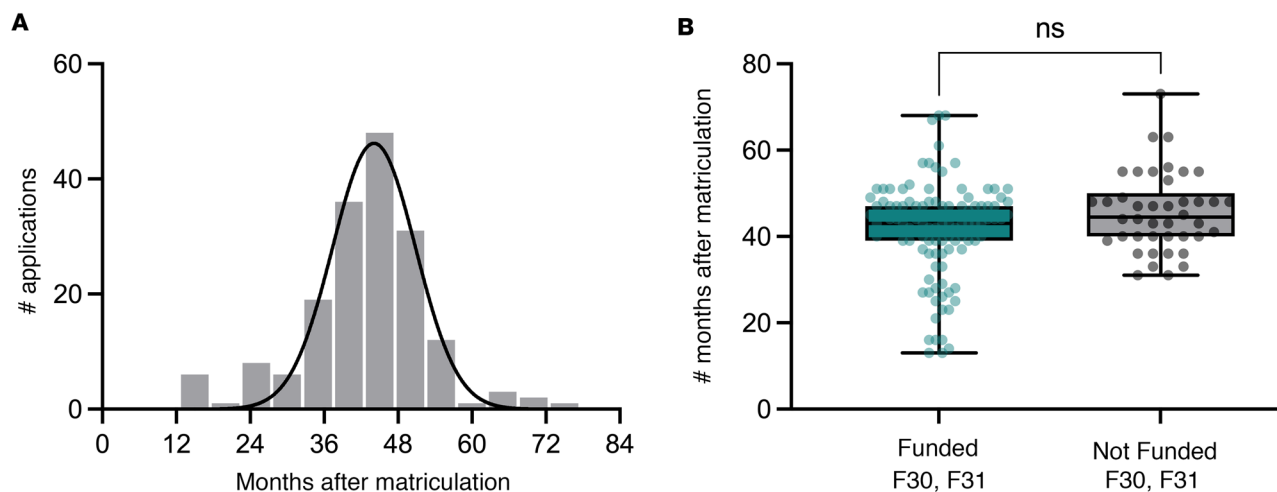 A
60
40
20
0
# applications
0 12 24 36 48 60 72 84
Months after matriculation
B
ns
80
60
40
20
0
# months after matriculation
Funded
F30, F31
Not Funded
F30, F31